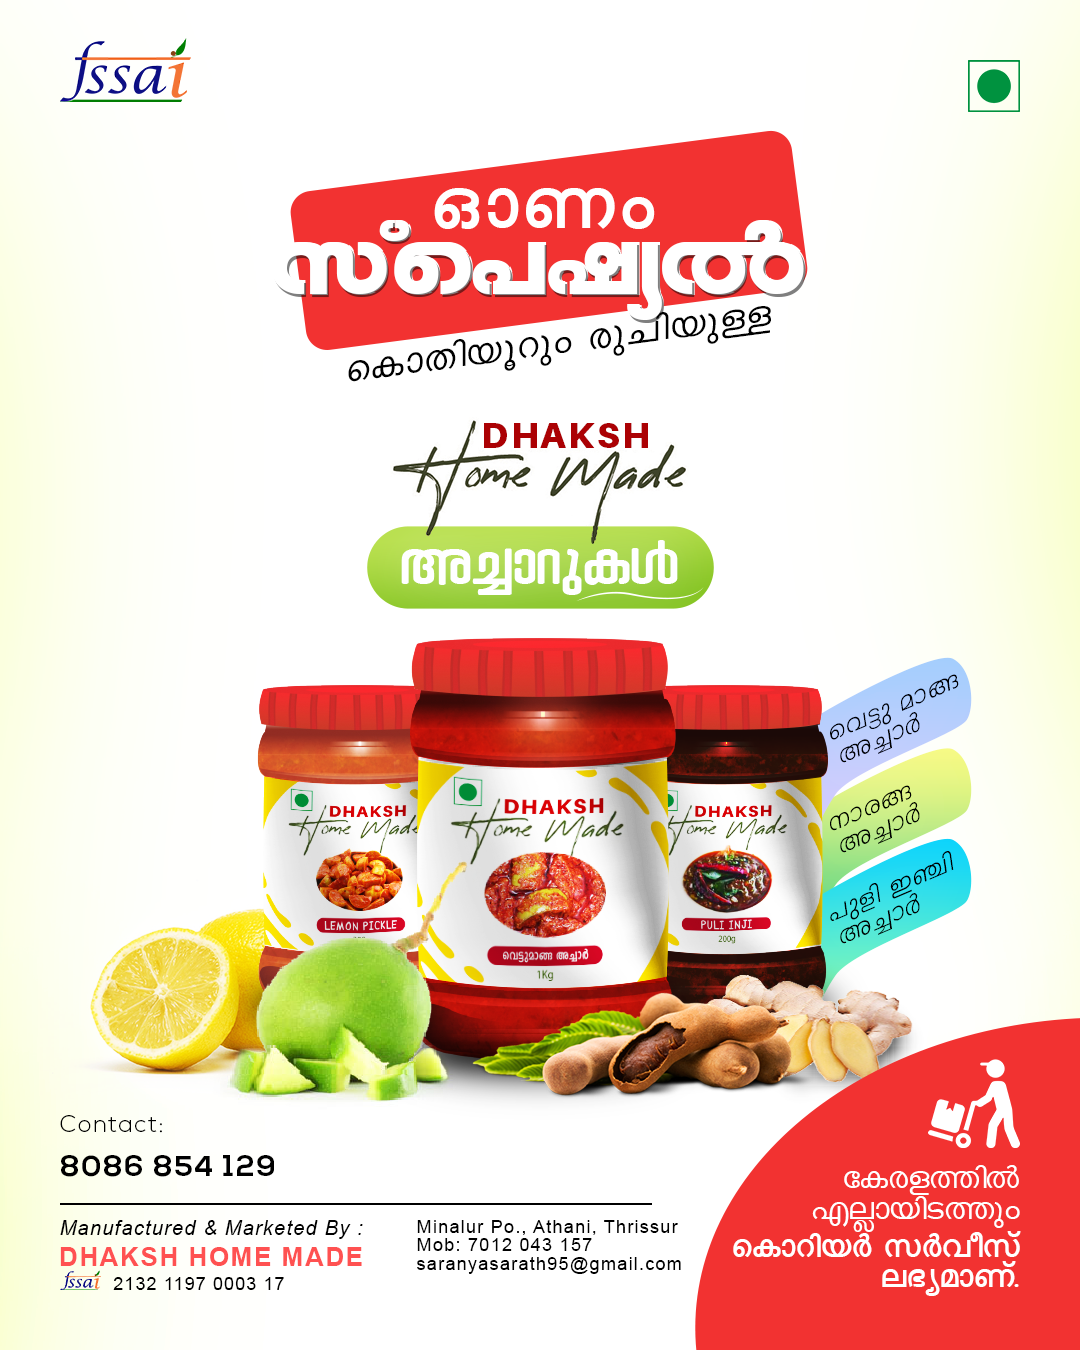 fssai
ഓണം
സ്പെഷ്യൽ
കൊതിയൂറും രുചിയുള്ള
DHAKSH
Home Made
അച്ചാറുകൾ
DHAKSH
Home Made
LEMON PICKLE
DHAKSH
Home Made
വെട്ടുമാങ്ങ അച്ചാർ
1Kg
DHAKSH
Home Made
PULI INJI
200g
വെട്ടു മാങ്ങ
അച്ചാർ
നാരങ്ങ
അച്ചാർ
പുളി ഇഞ്ചി
അച്ചാർ
Contact:
8086 854 129
Manufactured & Marketed By :
DHAKSH HOME MADE
fssai 2132 1197 0003 17
Minalur Po., Athani, Thrissur
Mob: 7012 043 157
saranyasarath95@gmail.com
കേരളത്തിൽ
എല്ലായിടത്തും
കൊറിയർ സർവീസ്
ലഭ്യമാണ്.